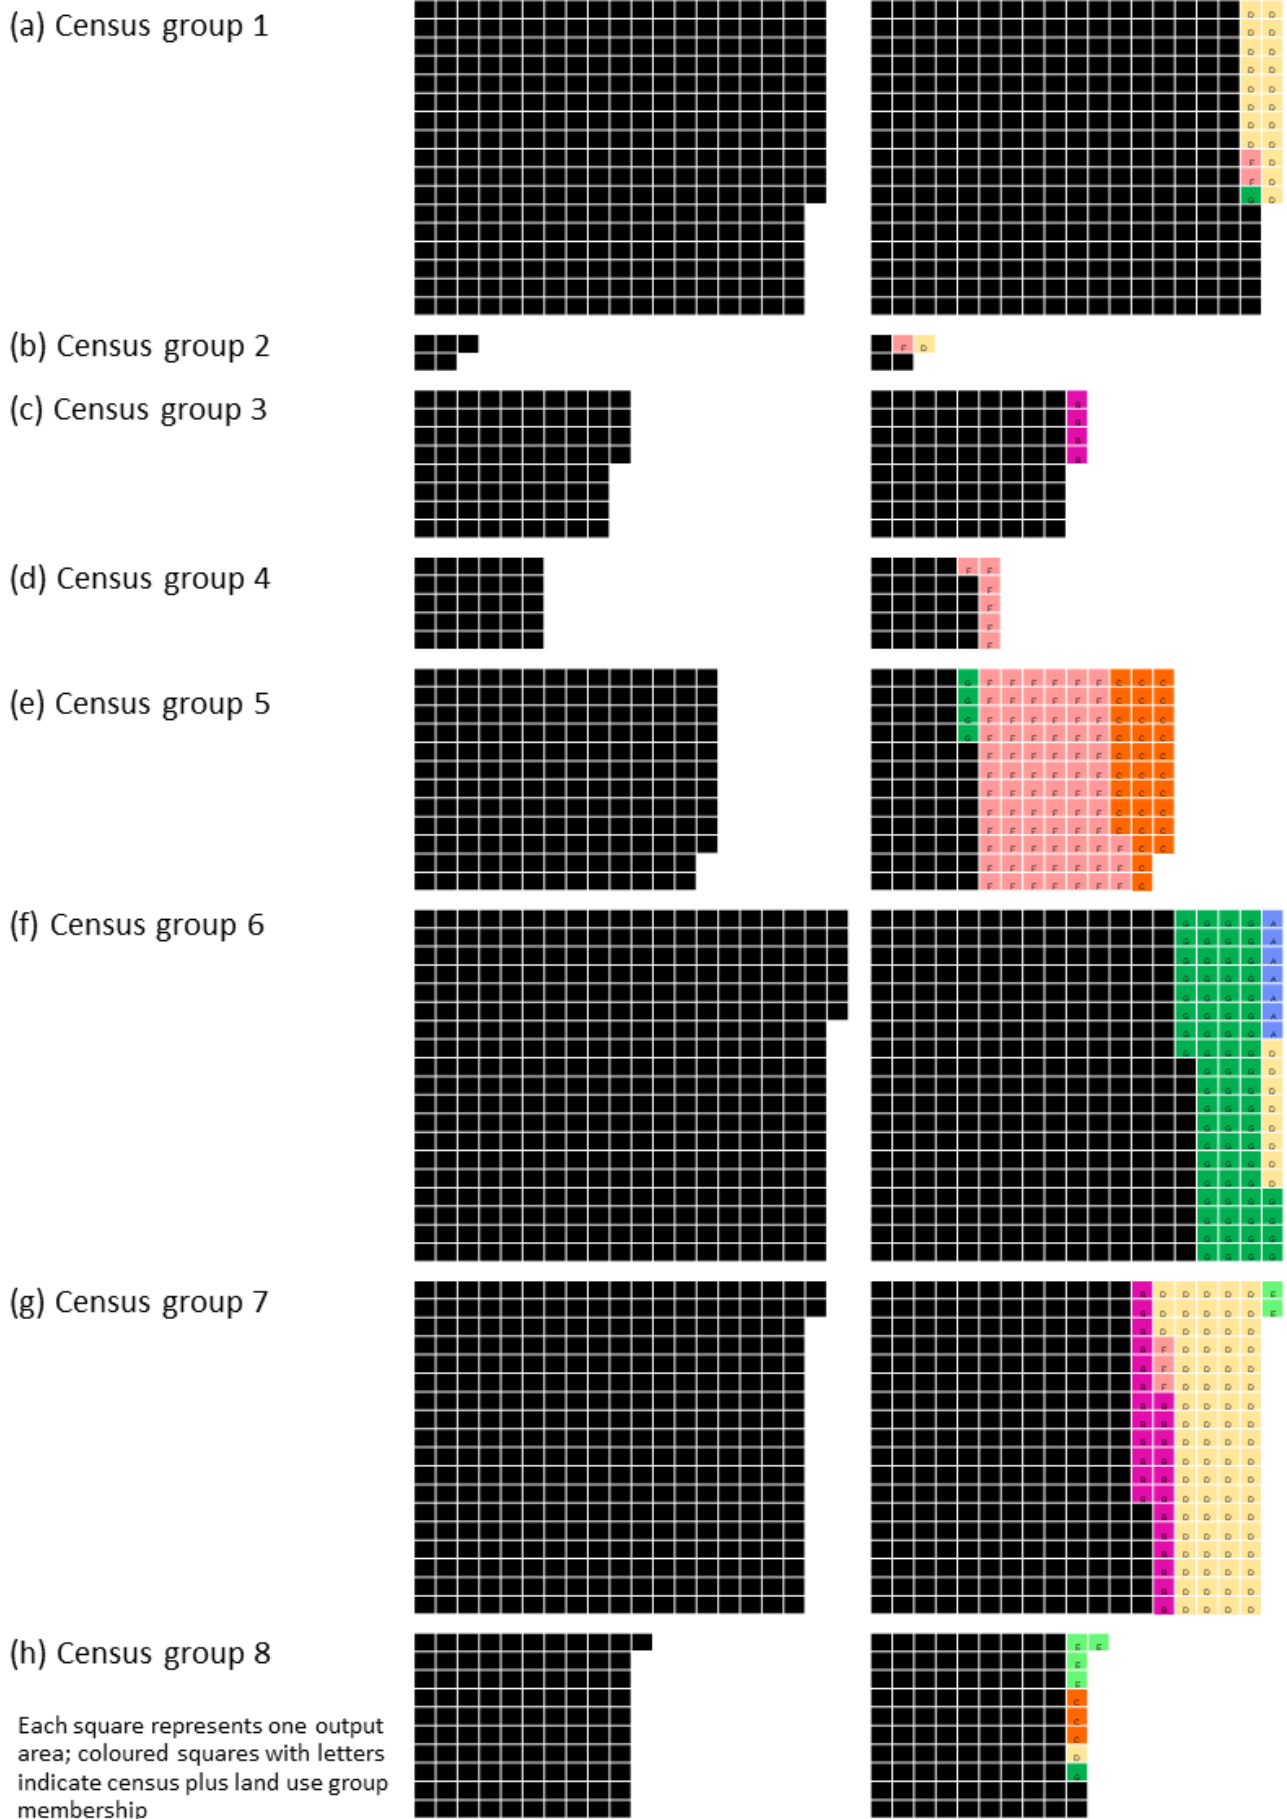 (a) Census group 1
D D
D D
D D
D D
D D
D D
D D
D D
F D
F D
G D
(b) Census group 2
F D
(c) Census group 3
B
B
B
B
(d) Census group 4
F F
F
F
F
F
(e) Census group 5
G F F F F F F C C C
G F F F F F F C C C
G F F F F F F C C C
G F F F F F F C C C
F F F F F F C C C
F F F F F F C C C
F F F F F F C C C
F F F F F F C C C
F F F F F F C C C
F F F F F F F C C
F F F F F F F C
F F F F F F F C
(f) Census group 6
G G G G A
G G G G A
G G G G A
G G G G A
G G G G A
G G G G A
G G G G A
G G G G D
G G G D
G G G D
G G G D
G G G D
G G G D
G G G D
G G G D
G G G G
G G G G
G G G G
G G G G
(g) Census group 7
B D D D D D E
B D D D D D E
B D D D D D
B F D D D D
B F D D D D
B F D D D D
B B D D D D
B B D D D D
B B D D D D
B B D D D D
B B D D D D
B B D D D D
B D D D D
B D D D D
B D D D D
B D D D D
B D D D D
B D D D D
(h) Census group 8
E E
E
E
C
C
C
D
G
Each square represents one output
area; coloured squares with letters
indicate census plus land use group
membership